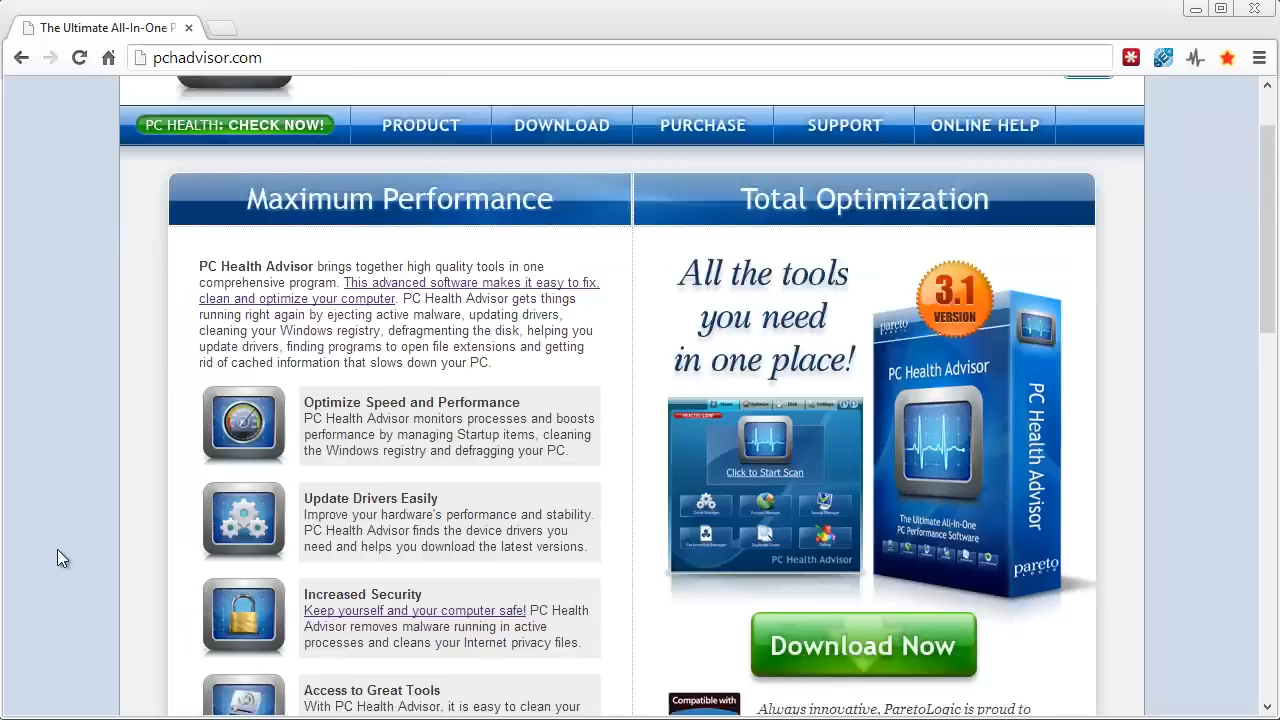 The Ultimate All-In-One P
pchadvisor.com
PC HEALTH: CHECK NOW!
PRODUCT
DOWNLOAD
PURCHASE
SUPPORT
ONLINE HELP
Maximum Performance
PC Health Advisor brings together high quality tools in one
comprehensive program. This advanced software makes it easy to fix,
clean and optimize your computer. PC Health Advisor gets things
running right again by ejecting active malware, updating drivers,
cleaning your Windows registry, defragmenting the disk, helping you
update drivers, finding programs to open file extensions and getting
rid of cached information that slows down your PC.
Optimize Speed and Performance
PC Health Advisor monitors processes and boosts
performance by managing Startup items, cleaning
the Windows registry and defragging your PC.
Update Drivers Easily
Improve your hardware's performance and stability.
PC Health Advisor finds the device drivers you
need and helps you download the latest versions.
Increased Security
Keep yourself and your computer safe! PC Health
Advisor removes malware running in active
processes and cleans your Internet privacy files.
Access to Great Tools
With PC Health Advisor, it is easy to clean your
Total Optimization
All the tools
you need
in one place!
3.1
VERSION
Click to Start Scan
PC Health Advisor
pareto
PC Health Advisor
The Ultimate All-In-One
PC Performance Software
PC Health Advisor
pareto
LOGIC
Download Now
Compatible with
Always innovative, ParetoLogic is proud to